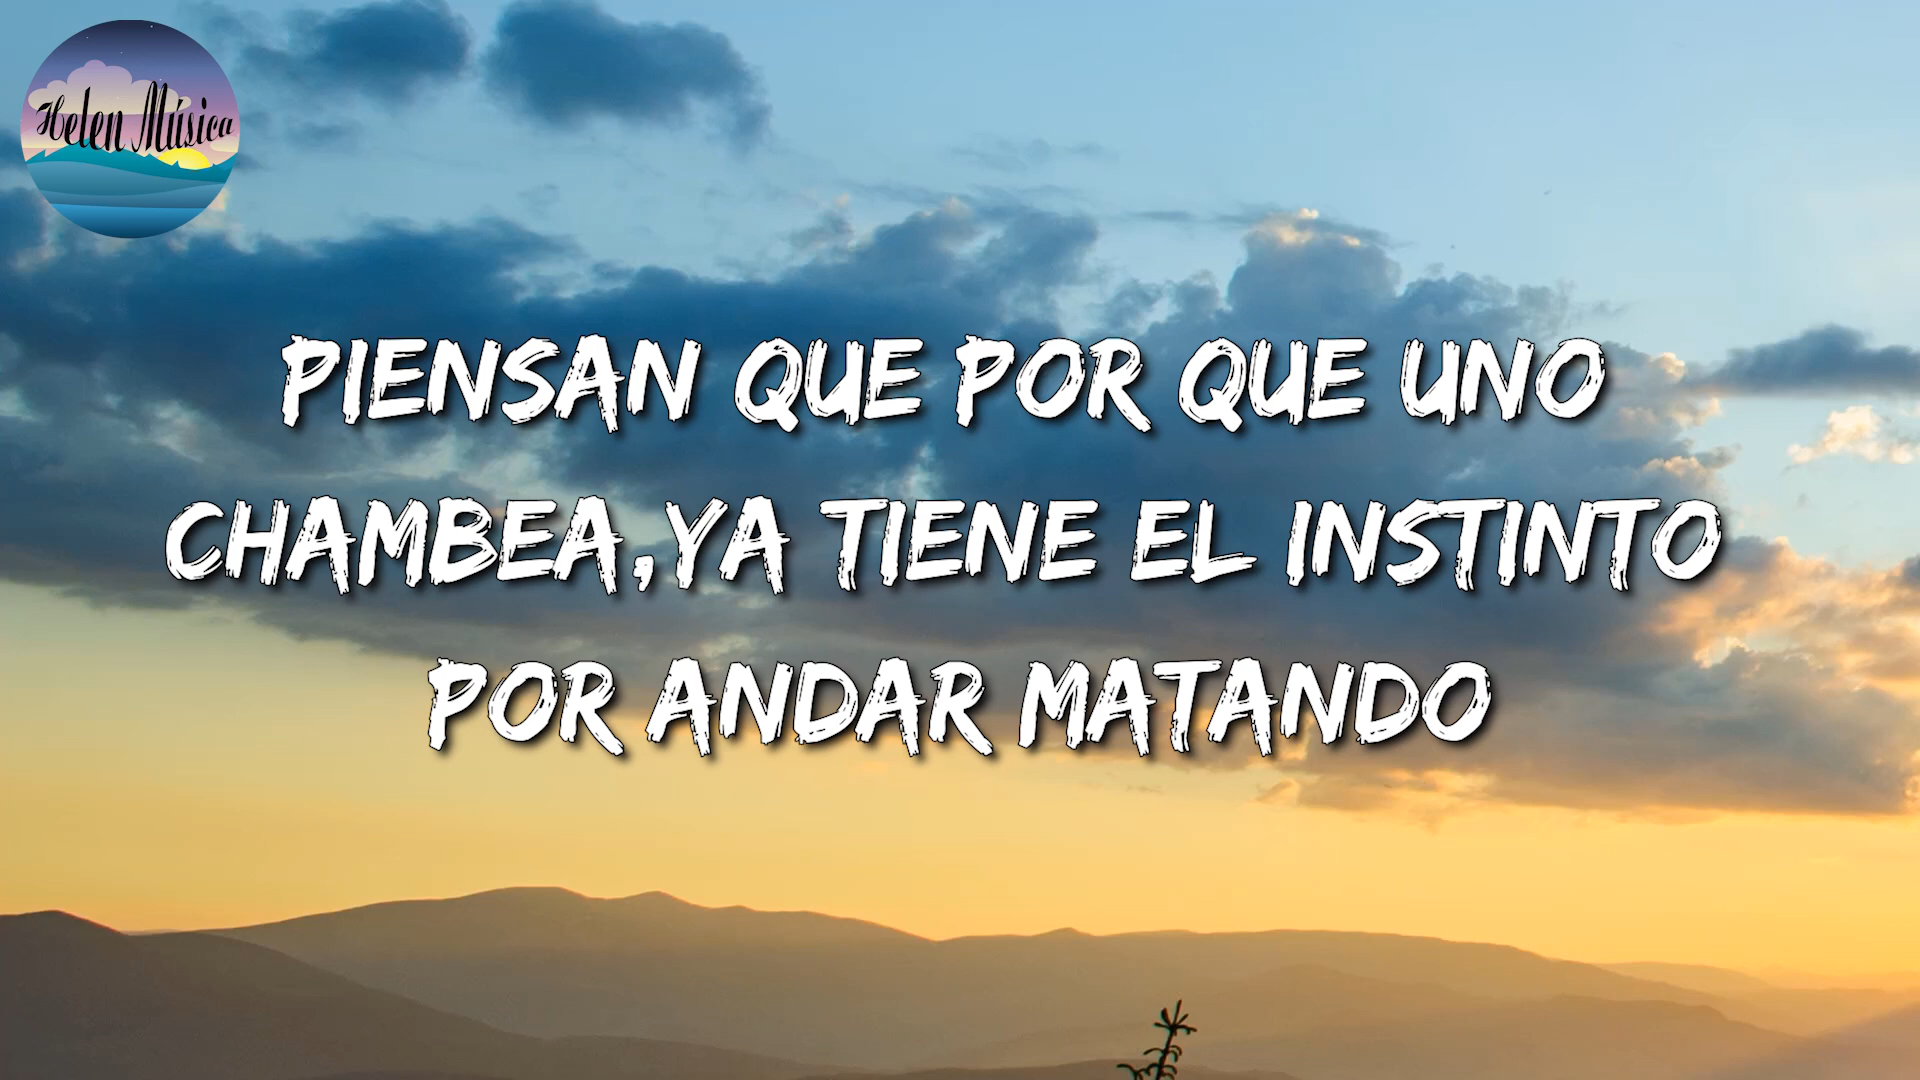 Helen Música
PIENSAN QUE POR QUE UNO
CHAMBEA,YA TIENE EL INSTINTO
POR ANDAR MATANDO